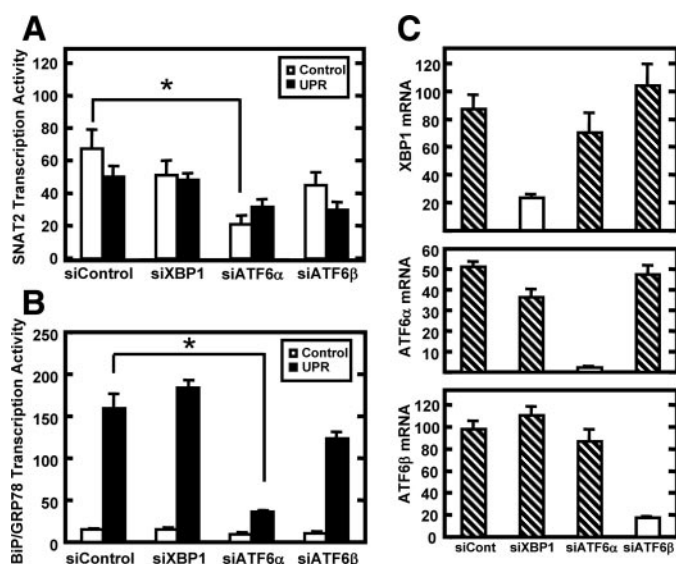 A
SNAT2 Transcription Activity
120
100
80
60
40
20
0
*
Control
UPR
siControl siXBP1 siATF6α siATF6β
B
BiP/GRP78 Transcription Activity
250
200
150
100
50
0
*
Control
UPR
siControl siXBP1 siATF6α siATF6β
C
XBP1 mRNA
120
100
80
60
40
20
ATF6α mRNA
60
50
40
30
20
10
ATF6β mRNA
120
100
80
60
40
20
0
siCont siXBP1 siATF6α siATF6β